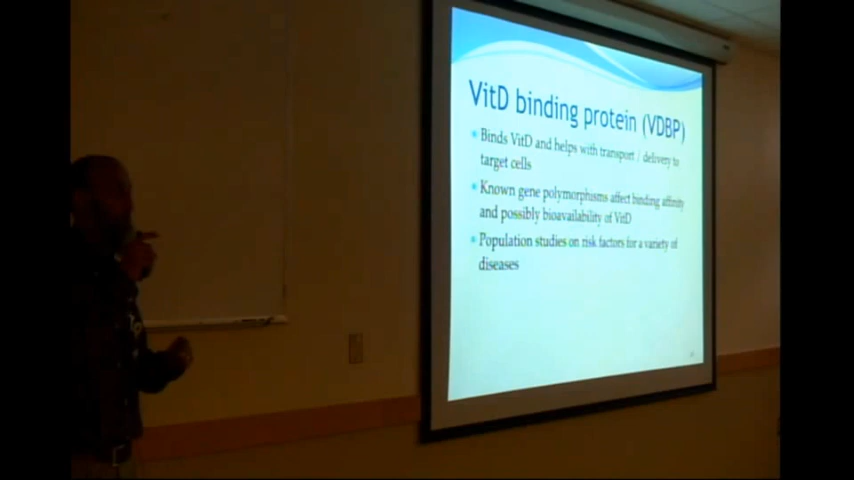 VitD binding protein (VDBP)
Binds VitD and helps with transport / delivery to
target cells
Known gene polymorphisms affect binding affinity
and possibly bioavailability of VitD
Population studies on risk factors for a variety of
diseases